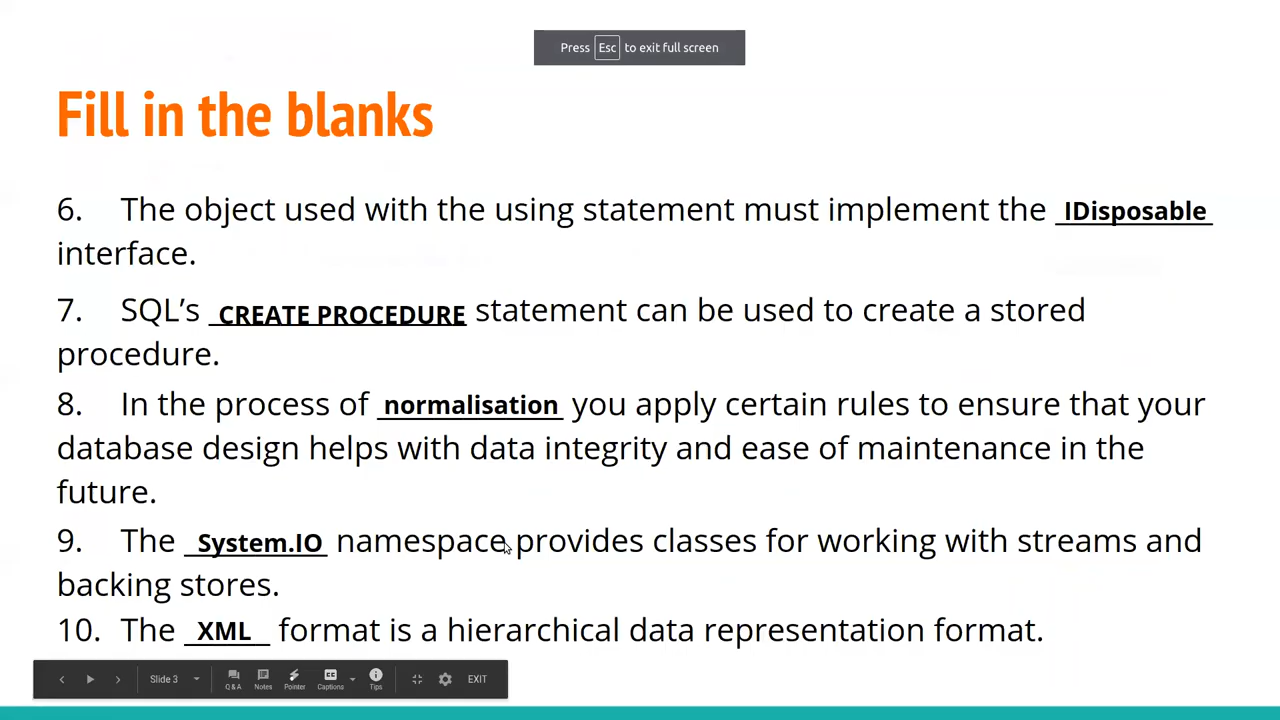 Press Esc to exit full screen
Fill in the blanks
6. The object used with the using statement must implement the IDisposable
interface.
7. SQL’s CREATE PROCEDURE statement can be used to create a stored
procedure.
8. In the process of normalisation you apply certain rules to ensure that your
database design helps with data integrity and ease of maintenance in the
future.
9. The System.IO namespace provides classes for working with streams and
backing stores.
10. The XML format is a hierarchical data representation format.
Slide 3 Q & A Notes Pointer CC Captions Tips EXIT